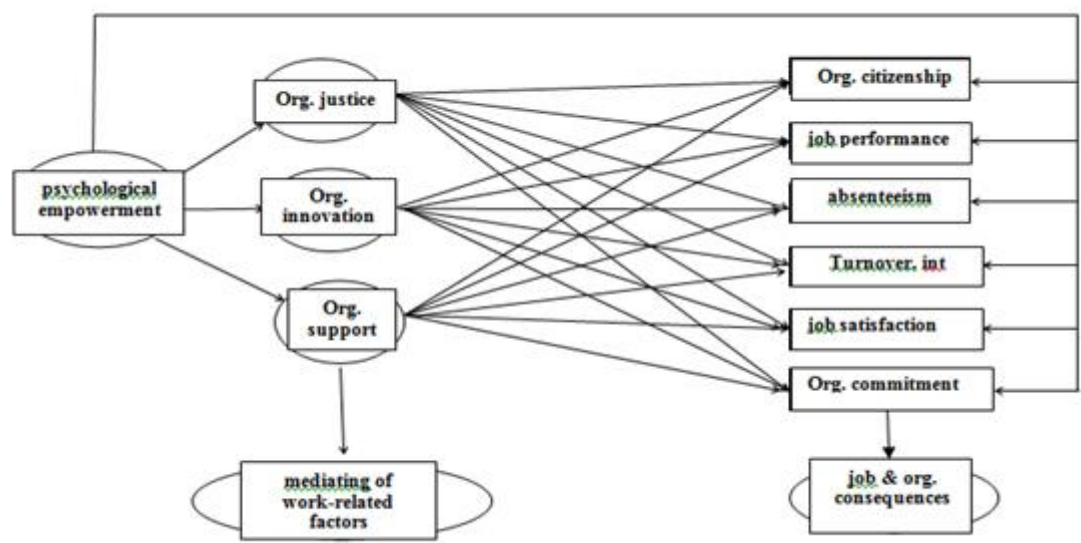 psychological
empowerment
Org. justice
Org.
innovation
Org.
support
mediating of
work-related
factors
Org. citizenship
job performance
absenteeism
Turnover, int
job satisfaction
Org. commitment
job & org.
consequences